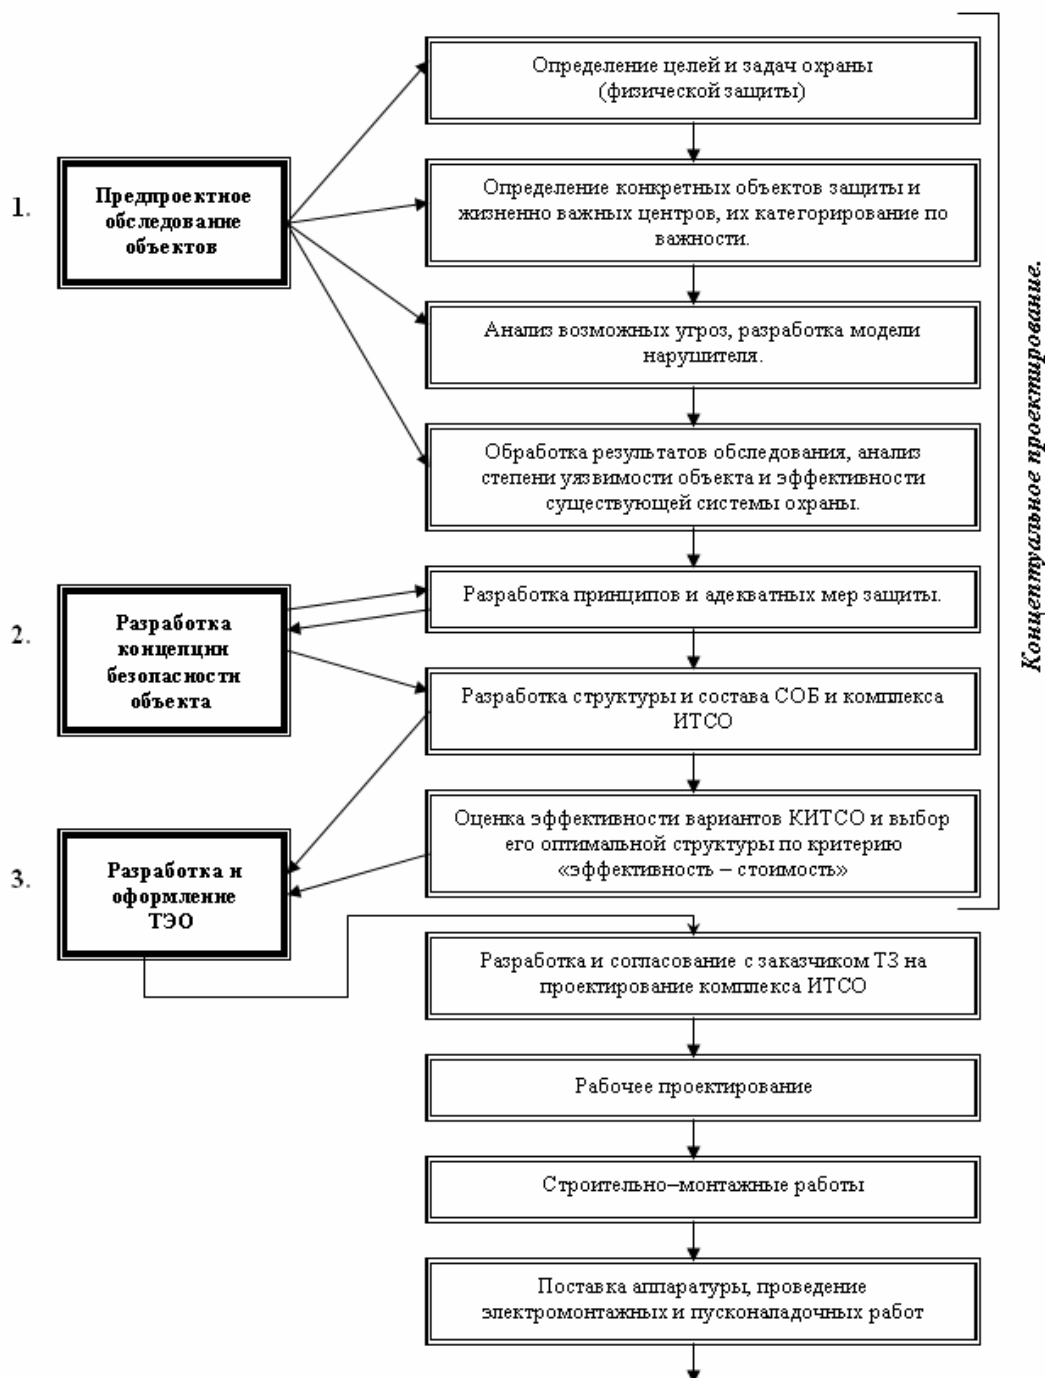 Определение целей и задач охраны
(физической защиты)
1.
Предпроектное
обследование
объектов
Определение конкретных объектов защиты и
жизненно важных центров, их категорирование по
важности.
Анализ возможных угроз, разработка модели
нарушителя.
Обработка результатов обследования, анализ
степени уязвимости объекта и эффективности
существующей системы охраны.
Концептуальное проектирование.
2.
Разработка
концепции
безопасности
объекта
Разработка принципов и адекватных мер защиты.
Разработка структуры и состава СОБ и комплекса
ИТСО
Оценка эффективности вариантов КИТСО и выбор
его оптимальной структуры по критерию
«эффективность – стоимость»
3.
Разработка и
оформление
ТЭО
Разработка и согласование с заказчиком ТЗ на
проектирование комплекса ИТСО
Рабочее проектирование
Строительно–монтажные работы
Поставка аппаратуры, проведение
электромонтажных и пусконаладочных работ